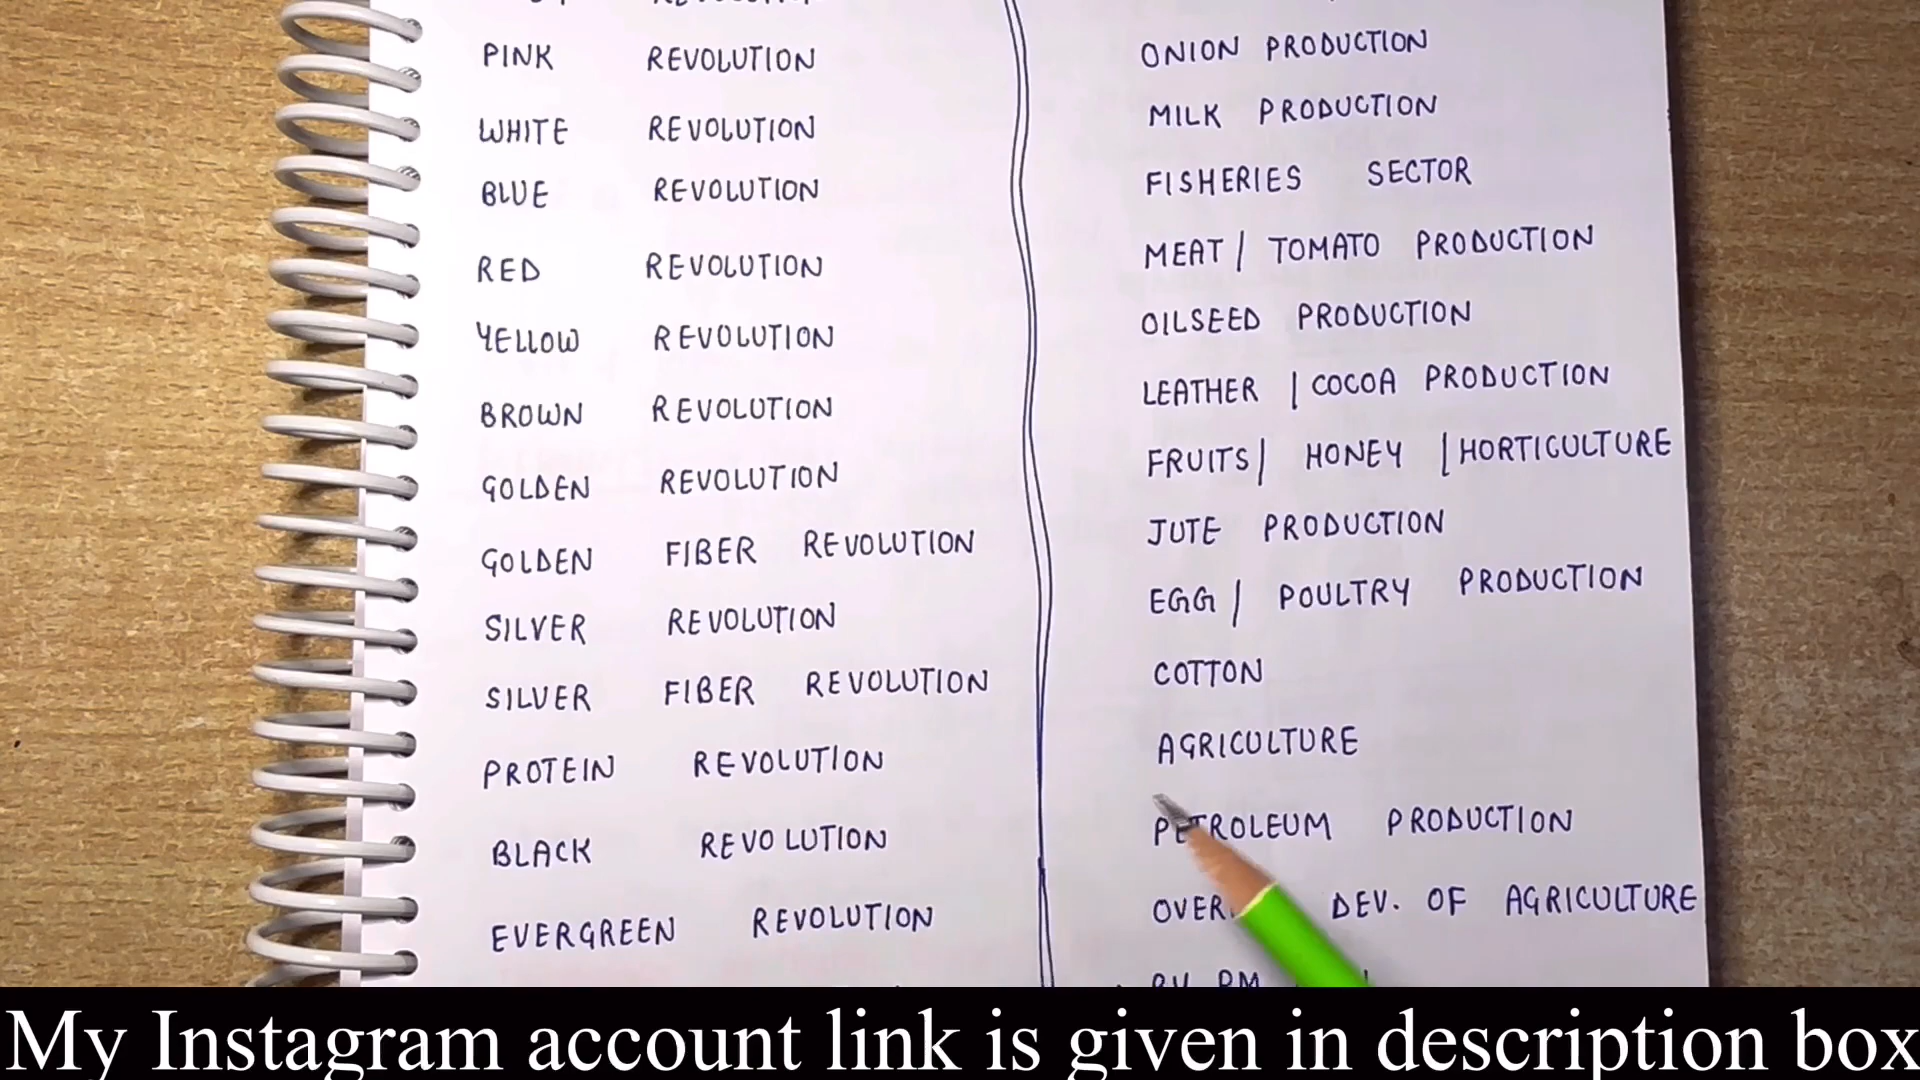 REVOLUTION
PINK REVOLUTION ONION PRODUCTION
WHITE REVOLUTION MILK PRODUCTION
BLUE REVOLUTION FISHERIES SECTOR
RED REVOLUTION MEAT / TOMATO PRODUCTION
YELLOW REVOLUTION OILSEED PRODUCTION
BROWN REVOLUTION LEATHER | COCOA PRODUCTION
GOLDEN REVOLUTION FRUITS / HONEY | HORTICULTURE
GOLDEN FIBER REVOLUTION JUTE PRODUCTION
SILVER REVOLUTION EGG / POULTRY PRODUCTION
SILVER FIBER REVOLUTION COTTON
PROTEIN REVOLUTION AGRICULTURE
BLACK REVOLUTION PETROLEUM PRODUCTION
EVERGREEN REVOLUTION DEV. OF AGRICULTURE
My Instagram account link is given in description box